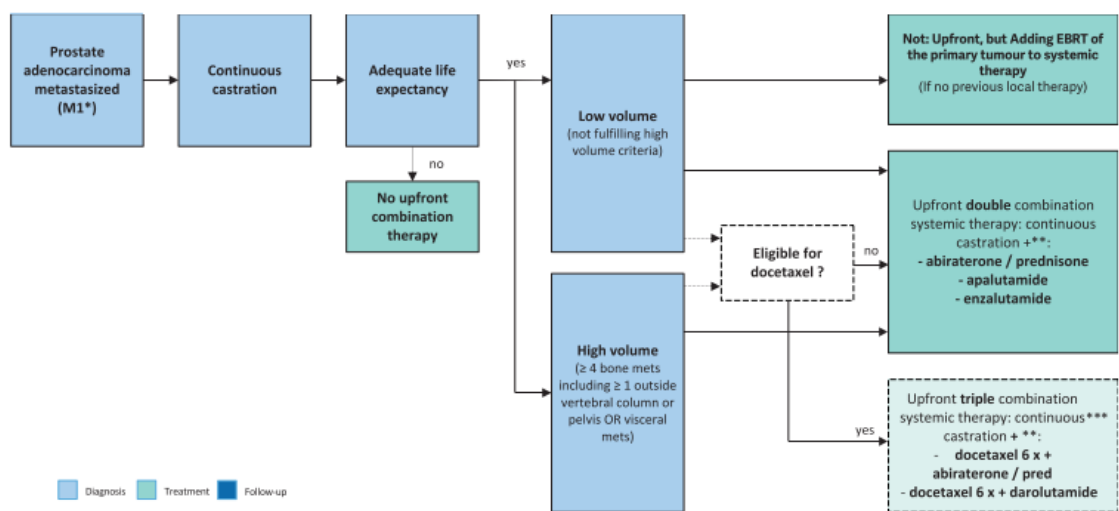 Prostate
adenocarcinoma
metastasized
(M1*)
Continuous
castration
Adequate life
expectancy
yes
no
No upfront
combination
therapy
Low volume
(not fulfilling high
volume criteria)
High volume
(≥ 4 bone mets
including ≥ 1 outside
vertebral column or
pelvis OR visceral
mets)
Eligible for
docetaxel ?
no
yes
Not: Upfront, but Adding EBRT of
the primary tumour to systemic
therapy
(If no previous local therapy)
Upfront double combination
systemic therapy: continuous
castration +**:
- abiraterone / prednisone
- apalutamide
- enzalutamide
Upfront triple combination
systemic therapy: continuous***
castration + **:
- docetaxel 6 x +
abiraterone / pred
- docetaxel 6 x + darolutamide
Diagnosis
Treatment
Follow-up